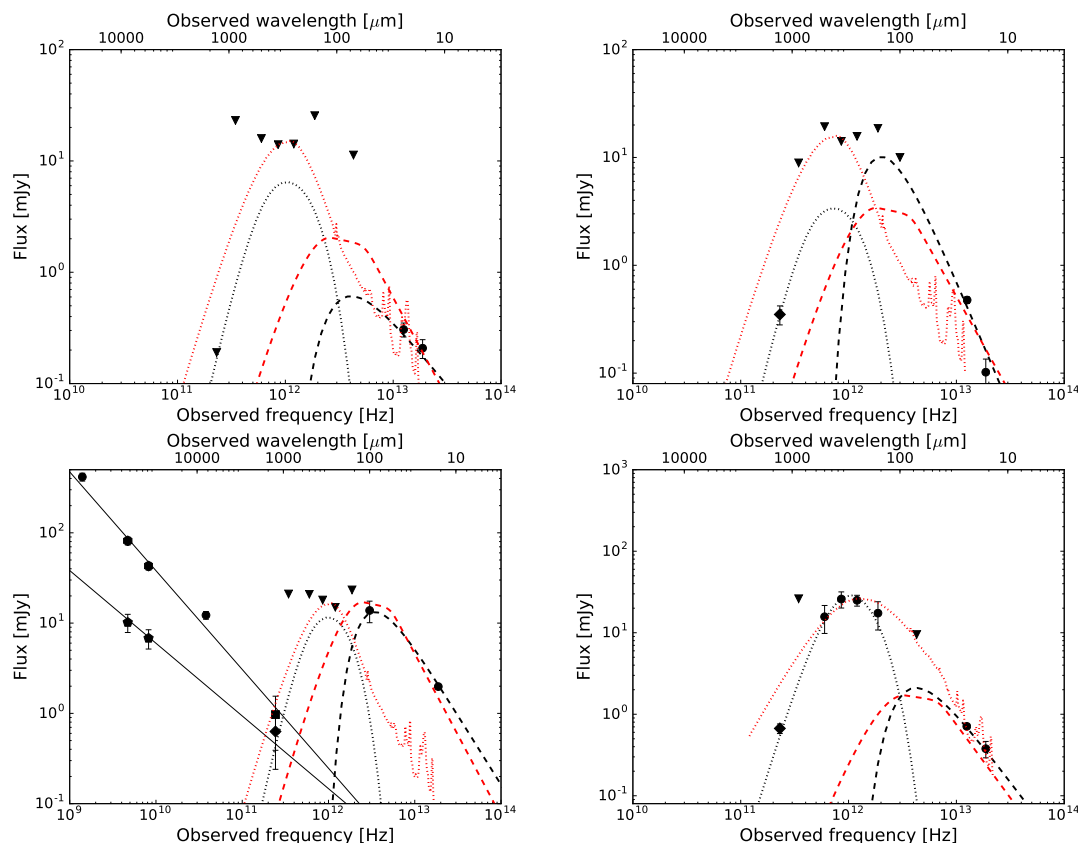 Observed wavelength [μm]
Observed wavelength [μm]
10000 1000 100 10
10000 1000 100 10
10²
10¹
10⁰
10⁻¹
Flux [mJy]
10²
10¹
10⁰
10⁻¹
Flux [mJy]
10¹⁰ 10¹¹ 10¹² 10¹³ 10¹⁴
10¹⁰ 10¹¹ 10¹² 10¹³ 10¹⁴
Observed frequency [Hz]
Observed frequency [Hz]
Observed wavelength [μm]
Observed wavelength [μm]
10000 1000 100 10
10000 1000 100 10
10²
10¹
10⁰
10⁻¹
Flux [mJy]
10³
10²
10¹
10⁰
10⁻¹
Flux [mJy]
10⁹ 10¹⁰ 10¹¹ 10¹² 10¹³ 10¹⁴
10¹⁰ 10¹¹ 10¹² 10¹³ 10¹⁴
Observed frequency [Hz]
Observed frequency [Hz]